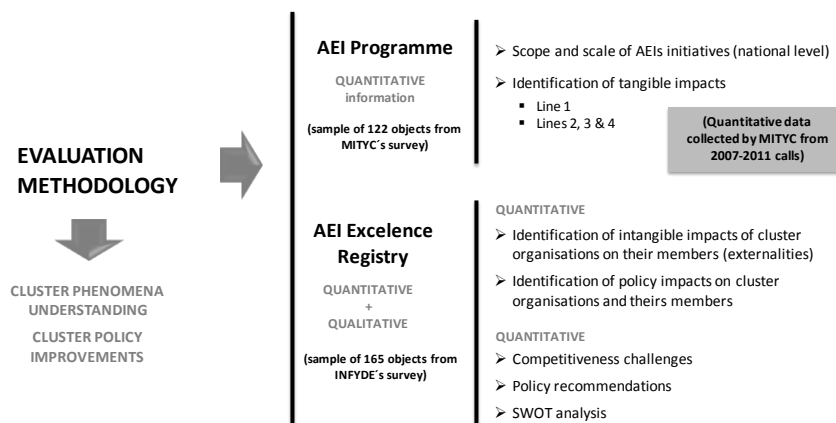 EVALUATION
METHODOLOGY
CLUSTER PHENOMENA
UNDERSTANDING
CLUSTER POLICY
IMPROVEMENTS
AEI Programme
QUANTITATIVE
information
(sample of 122 objects from
MITYC´s survey)
➢ Scope and scale of AEIs initiatives (national level)
➢ Identification of tangible impacts
▪ Line 1
▪ Lines 2, 3 & 4
(Quantitative data
collected by MITYC from
2007-2011 calls)
AEI Excelence
Registry
QUANTITATIVE
+
QUALITATIVE
(sample of 165 objects from
INFYDE´s survey)
QUANTITATIVE
➢ Identification of intangible impacts of cluster
organisations on their members (externalities)
➢ Identification of policy impacts on cluster
organisations and theirs members
QUANTITATIVE
➢ Competitiveness challenges
➢ Policy recommendations
➢ SWOT analysis